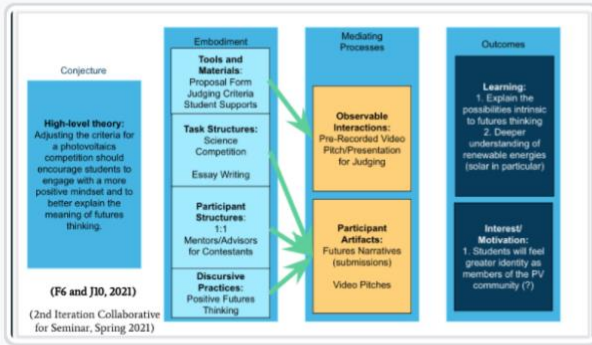 Conjecture
High-level theory:
Adjusting the criteria for
a photovoltaics
competition should
encourage students to
engage with a more
positive mindset and to
better explain the
meaning of futures
thinking.
(F6 and J10, 2021)
(2nd Iteration Collaborative
for Seminar, Spring 2021)
Embodiment
Tools and
Materials:
Proposal Form
Judging Criteria
Student Supports
Task Structures:
Science
Competition
Essay Writing
Participant
Structures:
1:1
Mentors/Advisors
for Contestants
Discursive
Practices:
Positive Futures
Thinking
Mediating
Processes
Observable
Interactions:
Pre-Recorded Video
Pitch/Presentation
for Judging
Participant
Artifacts:
Futures Narratives
(submissions)
Video Pitches
Outcomes
Learning:
1. Explain the
possibilities intrinsic
to futures thinking
2. Deeper
understanding of
renewable energies
(solar in particular)
Interest/
Motivation:
1. Students will feel
greater identity as
members of the PV
community (?)